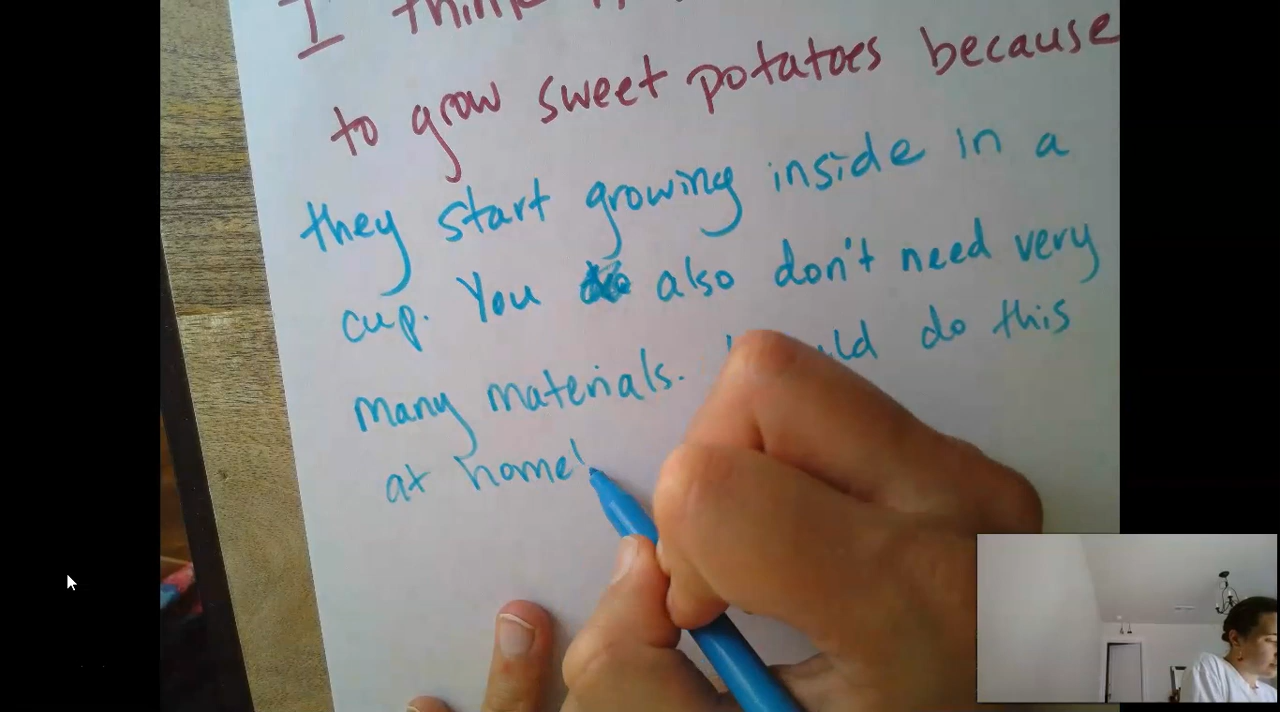 I think
to grow sweet potatoes because
they start growing inside in a
cup. You also don't need very
many materials. do this
at home!